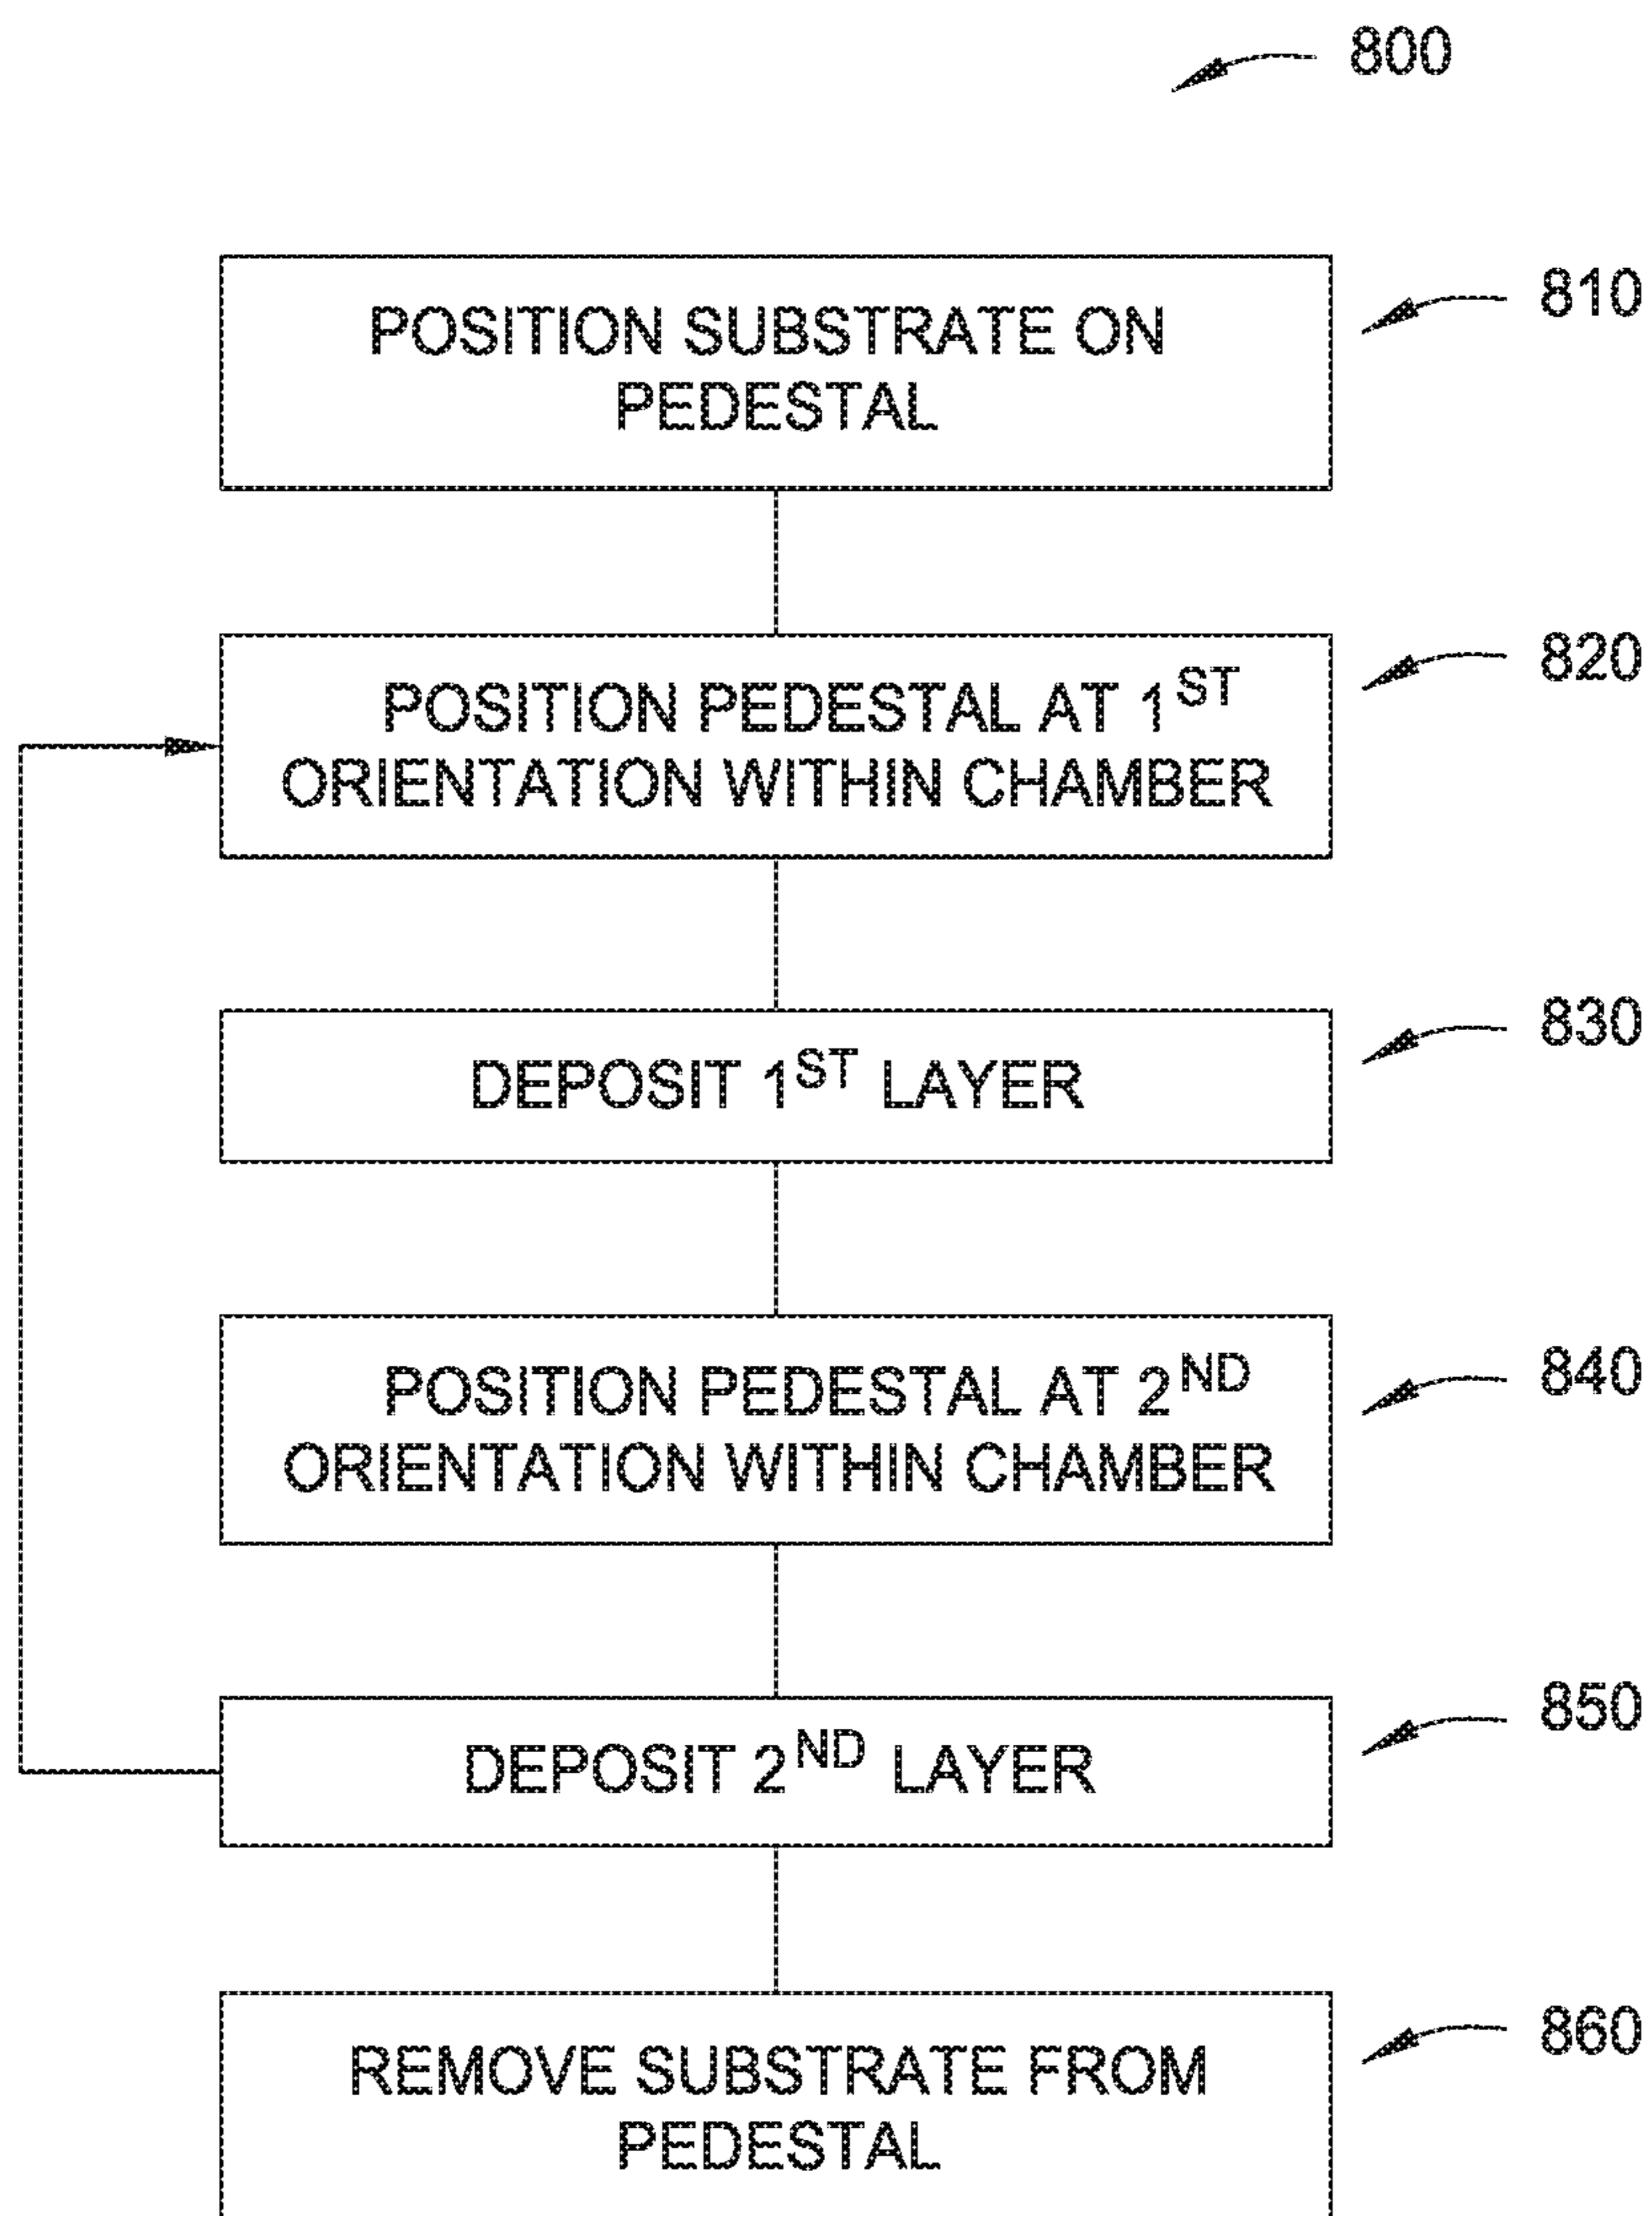 800
POSITION SUBSTRATE ON
PEDESTAL
810
POSITION PEDESTAL AT 1ST
ORIENTATION WITHIN CHAMBER
820
DEPOSIT 1ST LAYER
830
POSITION PEDESTAL AT 2ND
ORIENTATION WITHIN CHAMBER
840
DEPOSIT 2ND LAYER
850
REMOVE SUBSTRATE FROM
PEDESTAL
860